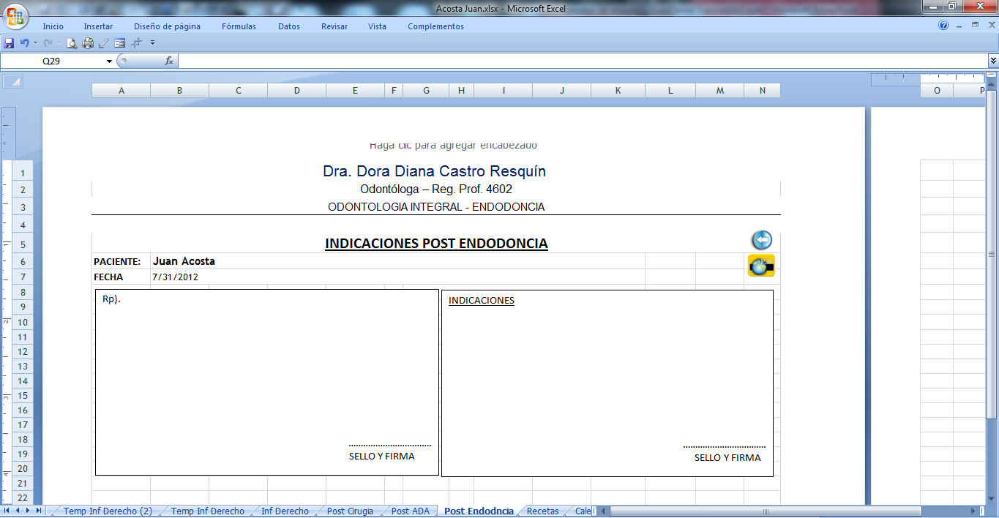 Acosta Juan.xlsx - Microsoft Excel
Inicio Insertar Diseño de página Fórmulas Datos Revisar Vista Complementos
Q29 fx
A B C D E F G H I J K L M N O P
Haga clic para agregar encabezado
1 Dra. Dora Diana Castro Resquín
2 Odontóloga – Reg. Prof. 4602
3 ODONTOLOGIA INTEGRAL - ENDODONCIA
4
5 INDICACIONES POST ENDODONCIA
6 PACIENTE: Juan Acosta
7 FECHA 7/31/2012
8 Rp). INDICACIONES
9
10
11
12
13
14
15
16
17
18 .................................. ..................................
19 SELLO Y FIRMA SELLO Y FIRMA
20
21
22
Temp Inf Derecho (2) Temp Inf Derecho Inf Derecho Post Cirugia Post ADA Post Endodncia Recetas Cale